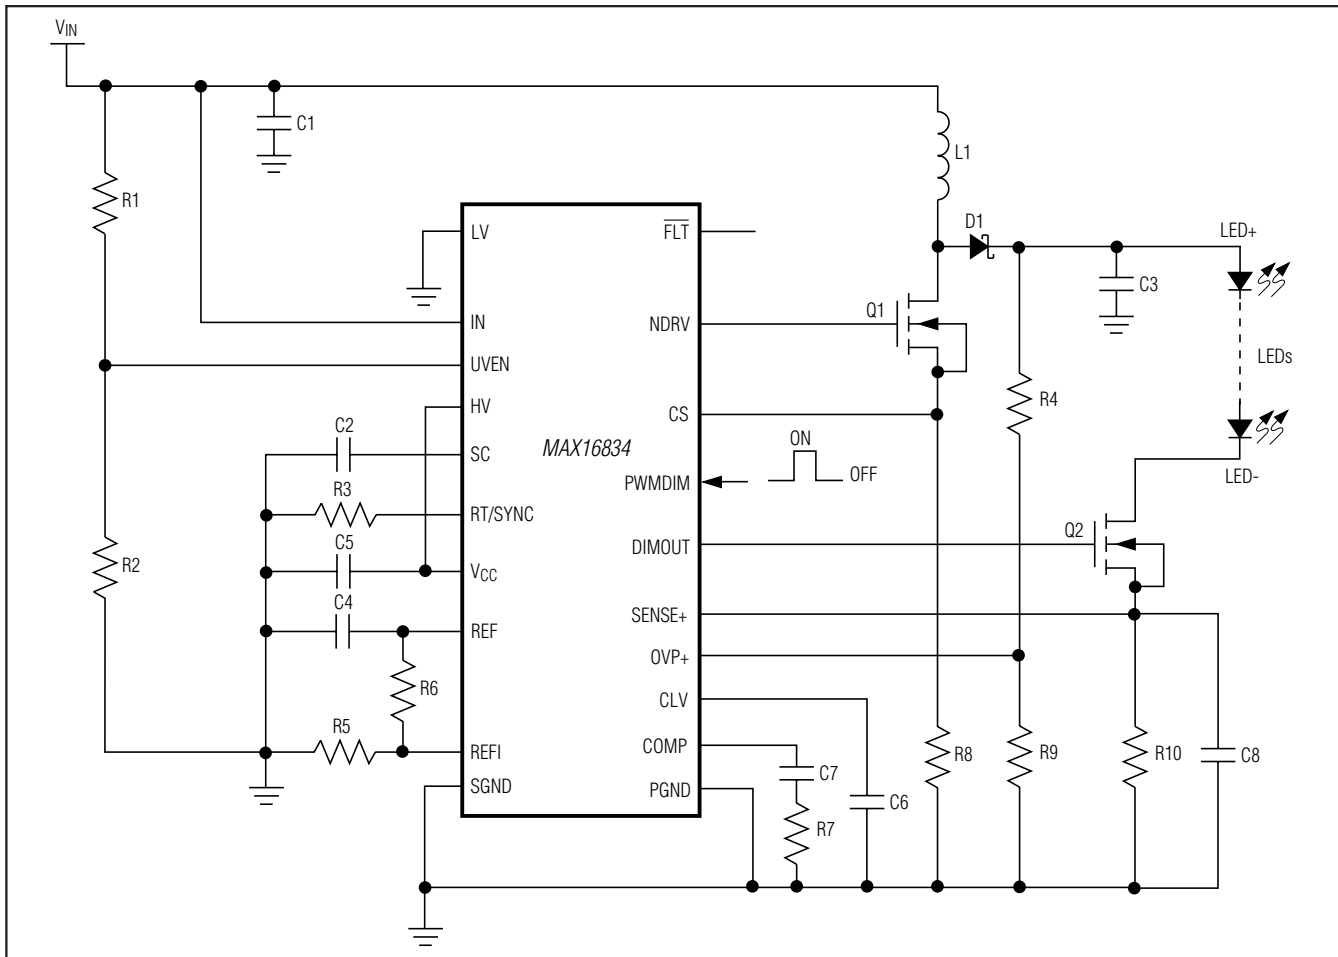 VIN
C1
L1
R1
LV
FLT
D1
LED+
C3
Q1
IN
NDRV
LEDs
UVEN
R4
HV
CS
C2
SC
MAX16834
ON
OFF
PWMDIM
LED-
R3
RT/SYNC
Q2
R2
C5
VCC
DIMOUT
C4
REF
SENSE+
OVP+
R6
CLV
R5
REFI
COMP
R8
R9
R10
C8
C7
SGND
PGND
C6
R7